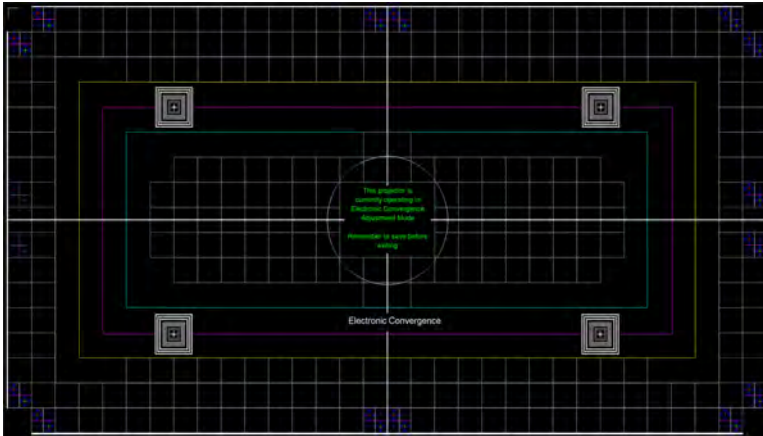 This projector is
currently operating in
Electronic Convergence
Adjustment Mode
Remember to save before
exiting
Electronic Convergence